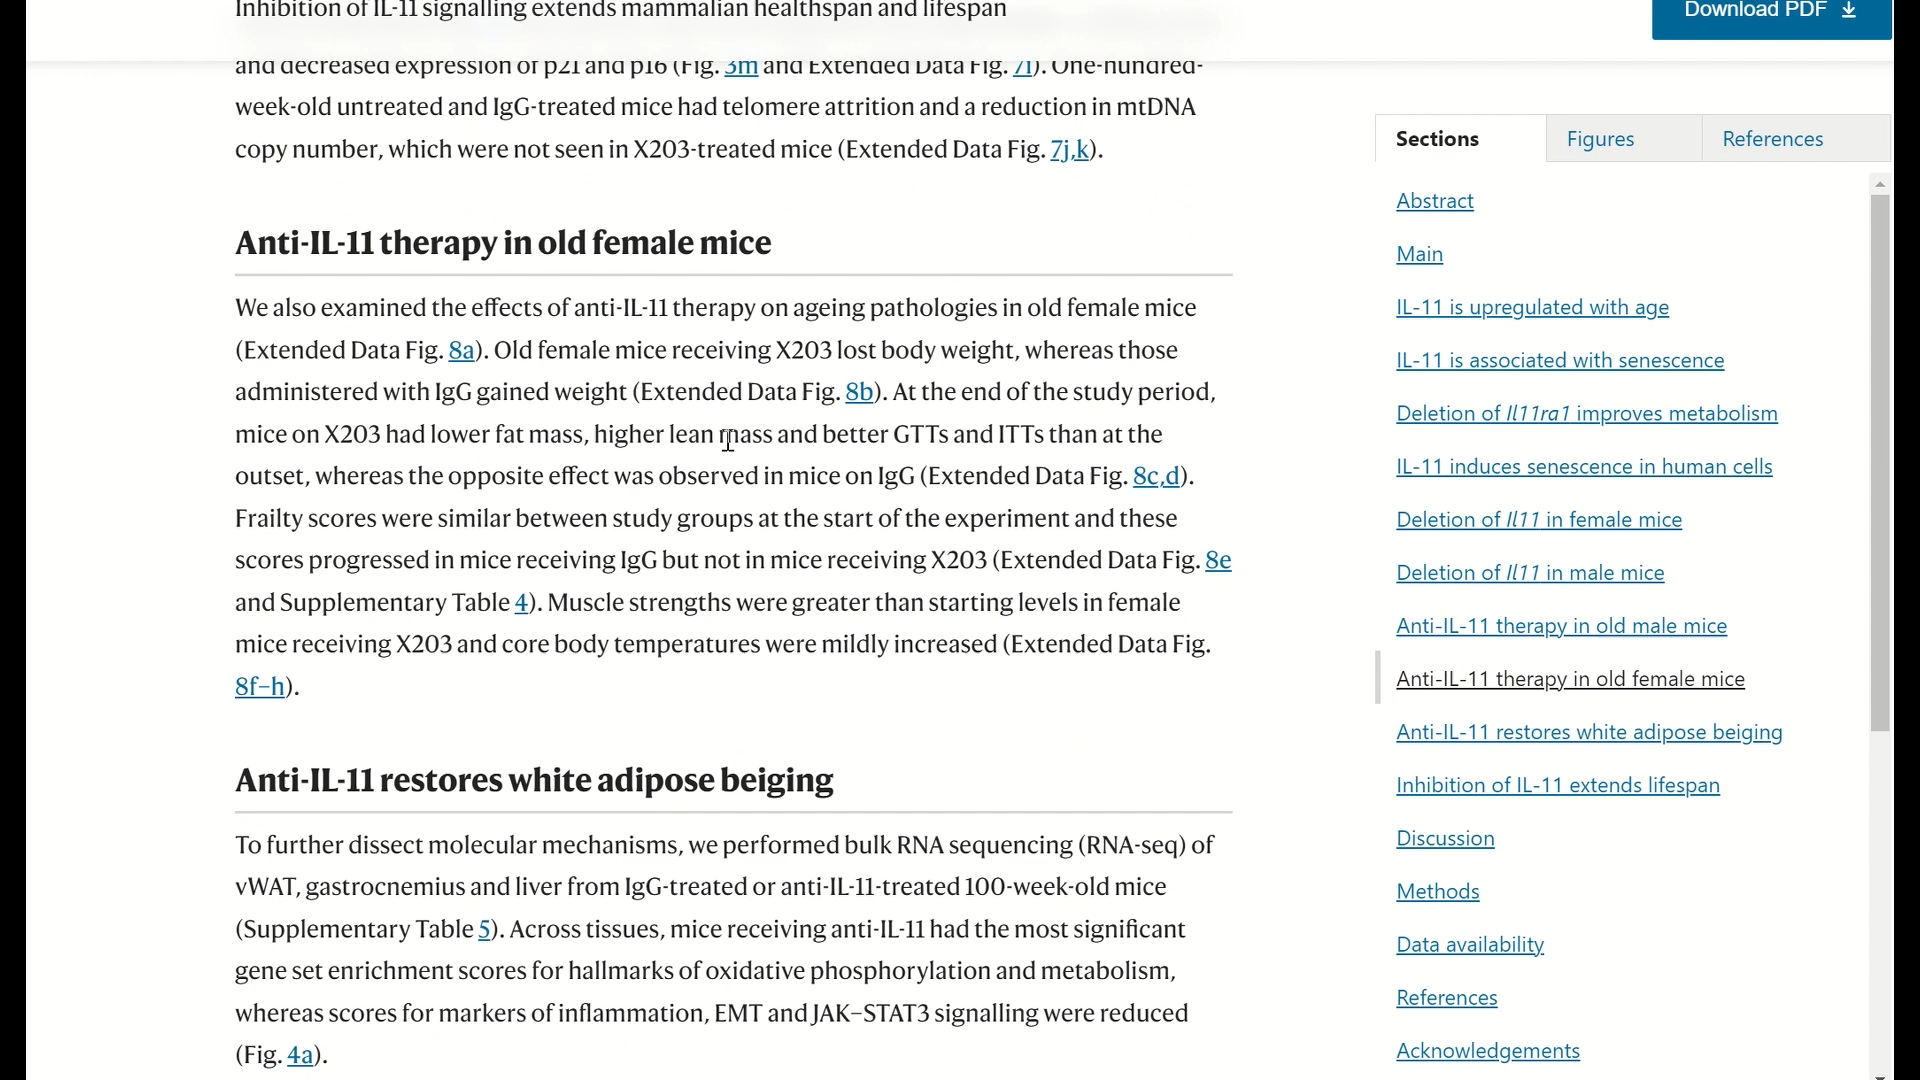 Inhibition of IL-11 signalling extends mammalian healthspan and lifespan
Download PDF
and decreased expression of p21 and p16 (Fig. 3m and Extended Data Fig. 7i). One-hundred-
week-old untreated and IgG-treated mice had telomere attrition and a reduction in mtDNA
copy number, which were not seen in X203-treated mice (Extended Data Fig. 7j,k).
Anti-IL-11 therapy in old female mice
We also examined the effects of anti-IL-11 therapy on ageing pathologies in old female mice
(Extended Data Fig. 8a). Old female mice receiving X203 lost body weight, whereas those
administered with IgG gained weight (Extended Data Fig. 8b). At the end of the study period,
mice on X203 had lower fat mass, higher lean mass and better GTTs and ITTs than at the
outset, whereas the opposite effect was observed in mice on IgG (Extended Data Fig. 8c,d).
Frailty scores were similar between study groups at the start of the experiment and these
scores progressed in mice receiving IgG but not in mice receiving X203 (Extended Data Fig. 8e
and Supplementary Table 4). Muscle strengths were greater than starting levels in female
mice receiving X203 and core body temperatures were mildly increased (Extended Data Fig.
8f–h).
Anti-IL-11 restores white adipose beiging
To further dissect molecular mechanisms, we performed bulk RNA sequencing (RNA-seq) of
vWAT, gastrocnemius and liver from IgG-treated or anti-IL-11-treated 100-week-old mice
(Supplementary Table 5). Across tissues, mice receiving anti-IL-11 had the most significant
gene set enrichment scores for hallmarks of oxidative phosphorylation and metabolism,
whereas scores for markers of inflammation, EMT and JAK–STAT3 signalling were reduced
(Fig. 4a).
Sections
Figures
References
Abstract
Main
IL-11 is upregulated with age
IL-11 is associated with senescence
Deletion of Il11ra1 improves metabolism
IL-11 induces senescence in human cells
Deletion of Il11 in female mice
Deletion of Il11 in male mice
Anti-IL-11 therapy in old male mice
Anti-IL-11 therapy in old female mice
Anti-IL-11 restores white adipose beiging
Inhibition of IL-11 extends lifespan
Discussion
Methods
Data availability
References
Acknowledgements